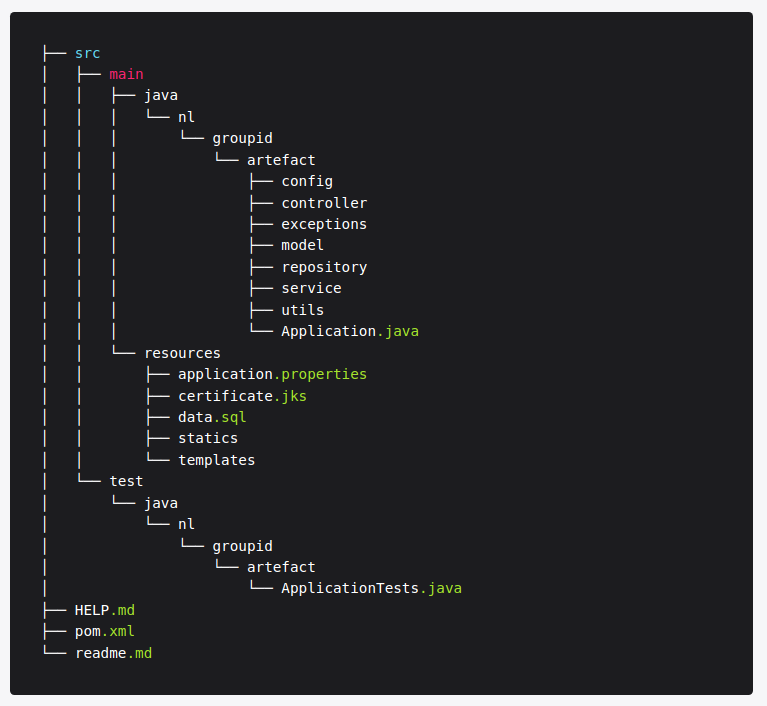 ├── src
│   ├── main
│   │   ├── java
│   │   │   └── nl
│   │   │       └── groupid
│   │   │           └── artefact
│   │   │               ├── config
│   │   │               ├── controller
│   │   │               ├── exceptions
│   │   │               ├── model
│   │   │               ├── repository
│   │   │               ├── service
│   │   │               ├── utils
│   │   │               └── Application.java
│   │   └── resources
│   │       ├── application.properties
│   │       ├── certificate.jks
│   │       ├── data.sql
│   │       ├── statics
│   │       └── templates
│   └── test
│       └── java
│           └── nl
│               └── groupid
│                   └── artefact
│                       └── ApplicationTests.java
├── HELP.md
├── pom.xml
└── readme.md